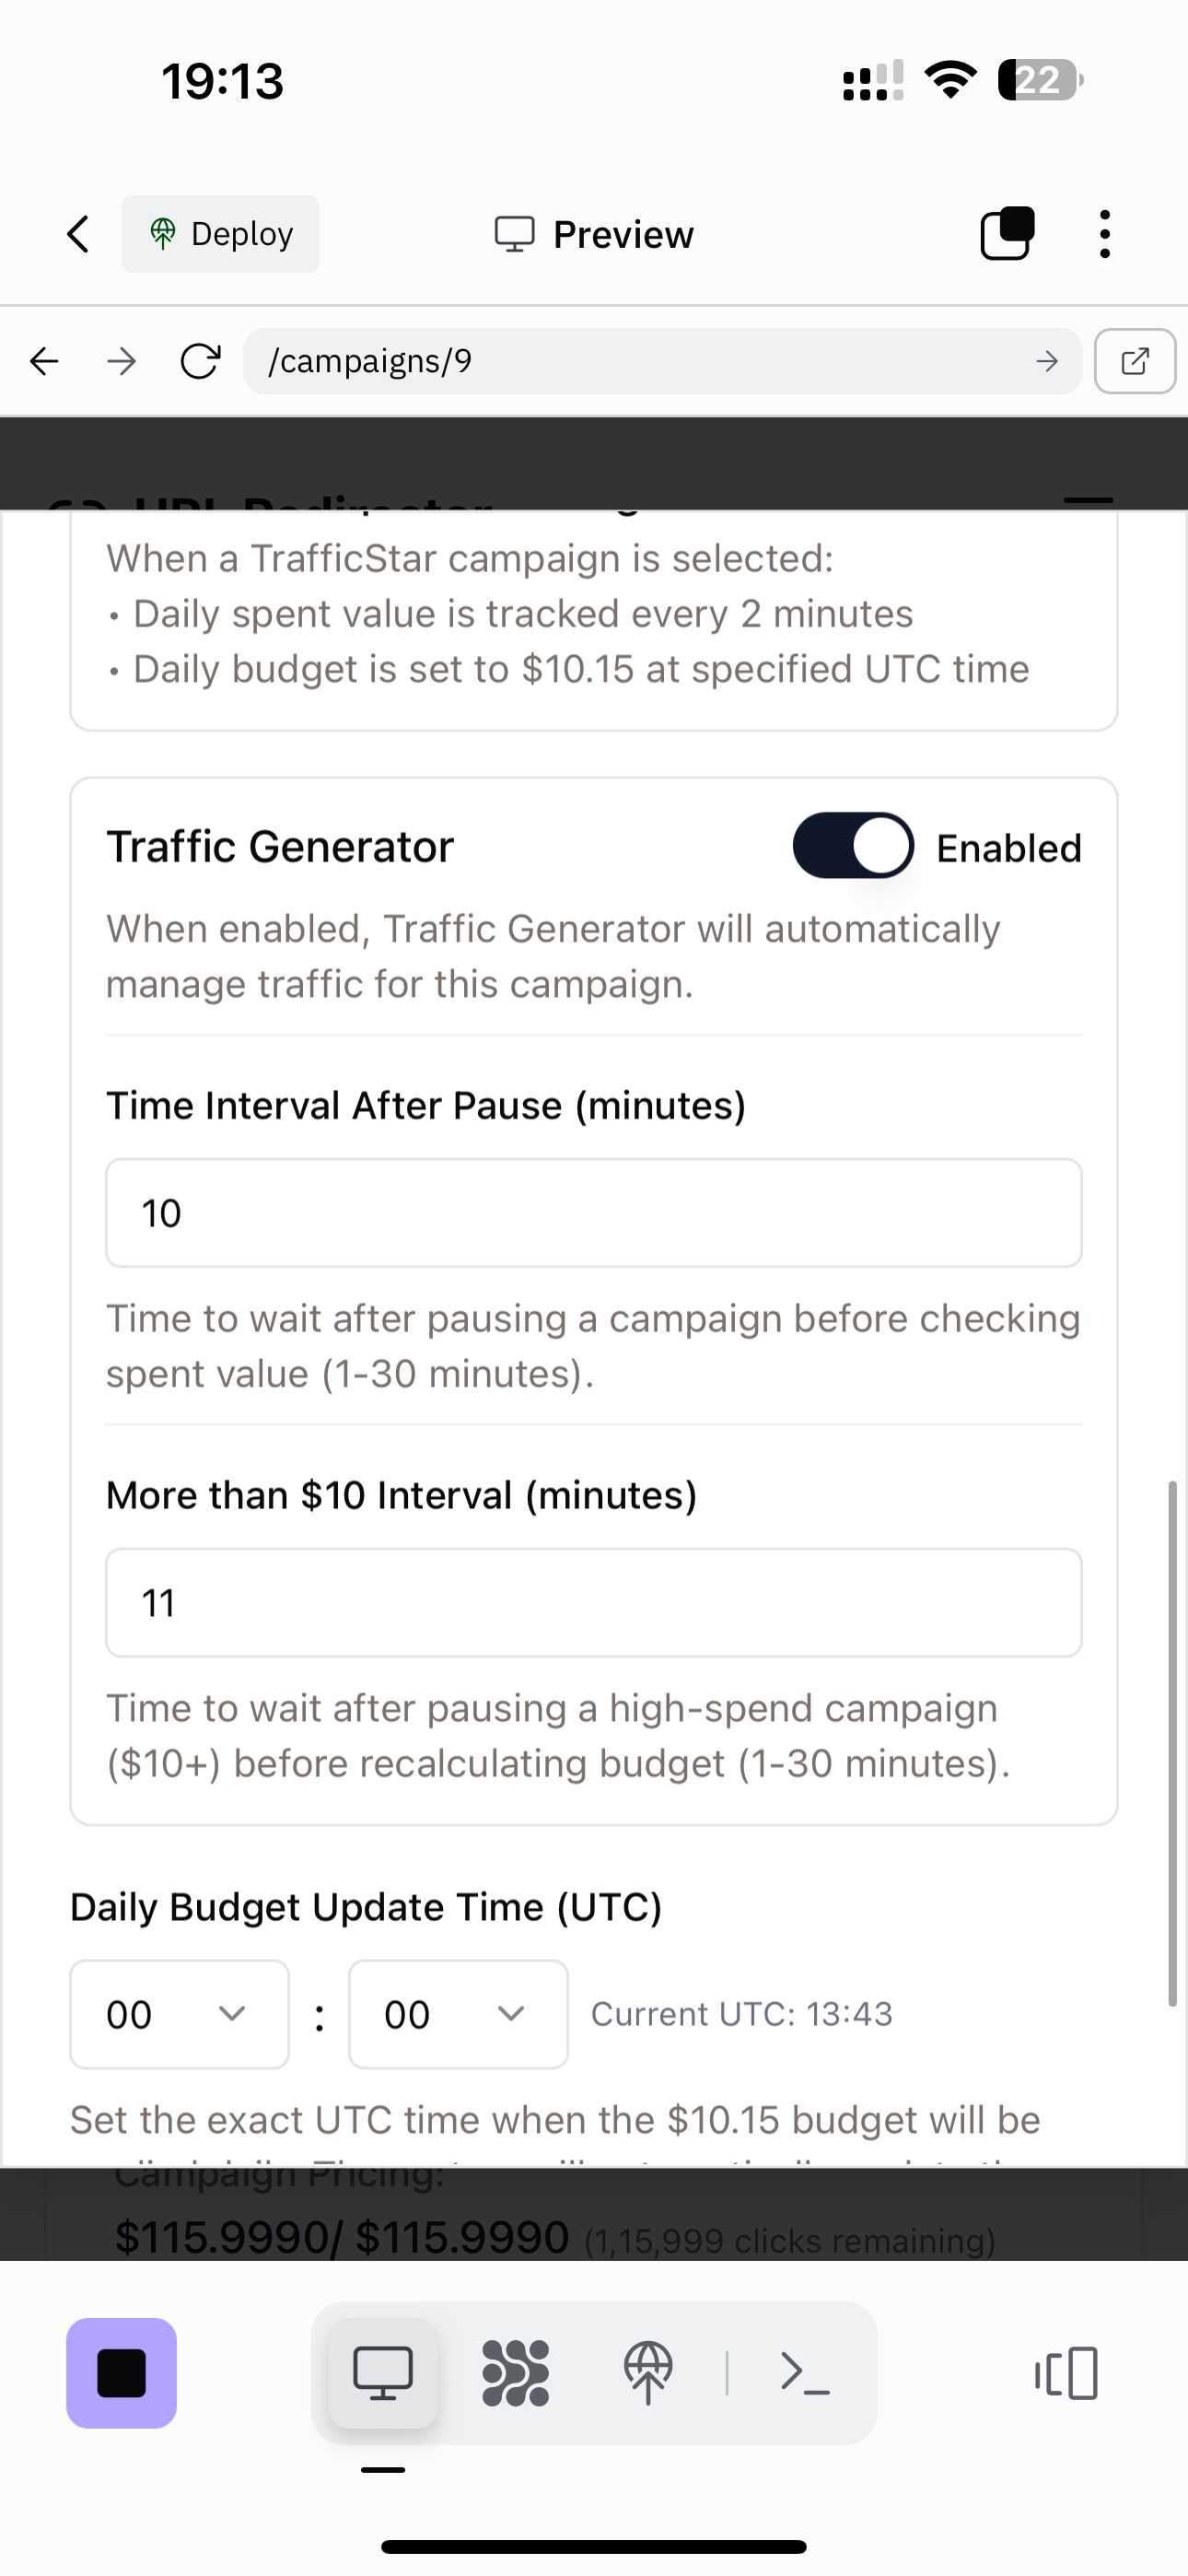 19:13
22
Deploy
Preview
/campaigns/9
URL Redirector
When a TrafficStar campaign is selected:
• Daily spent value is tracked every 2 minutes
• Daily budget is set to $10.15 at specified UTC time
Traffic Generator
Enabled
When enabled, Traffic Generator will automatically
manage traffic for this campaign.
Time Interval After Pause (minutes)
10
Time to wait after pausing a campaign before checking
spent value (1-30 minutes).
More than $10 Interval (minutes)
11
Time to wait after pausing a high-spend campaign
($10+) before recalculating budget (1-30 minutes).
Daily Budget Update Time (UTC)
00 : 00 Current UTC: 13:43
Set the exact UTC time when the $10.15 budget will be
Campaign Pricing:
$115.9990/ $115.9990 (1,15,999 clicks remaining)